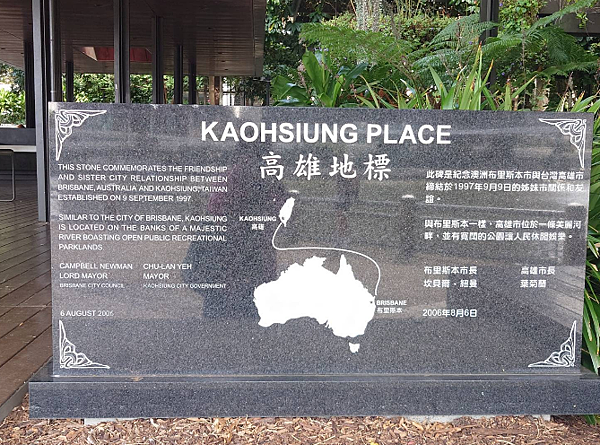 KAOHSIUNG PLACE
高雄地標
THIS STONE COMMEMORATES THE FRIENDSHIP
AND SISTER CITY RELATIONSHIP BETWEEN
BRISBANE, AUSTRALIA AND KAOHSIUNG, TAIWAN
ESTABLISHED ON 9 SEPTEMBER 1997.
SIMILAR TO THE CITY OF BRISBANE, KAOHSIUNG
IS LOCATED ON THE BANKS OF A MAJESTIC
RIVER BOASTING OPEN PUBLIC RECREATIONAL
PARKLANDS.
CAMPBELL NEWMAN CHU-LAN YEH
LORD MAYOR MAYOR
BRISBANE CITY COUNCIL KAOHSIUNG CITY GOVERNMENT
6 AUGUST 2006
KAOHSIUNG
高雄
BRISBANE
布里斯本
此碑是紀念澳洲布里斯本市與台灣高雄市
締結於1997年9月9日的姊妹市關係和友
誼。
與布里斯本一樣,高雄市位於一條美麗河
畔,並有寬闊的公園讓人民休閒娛樂。
布里斯本市長 高雄市長
坎貝爾·紐曼 葉菊蘭
2006年8月6日